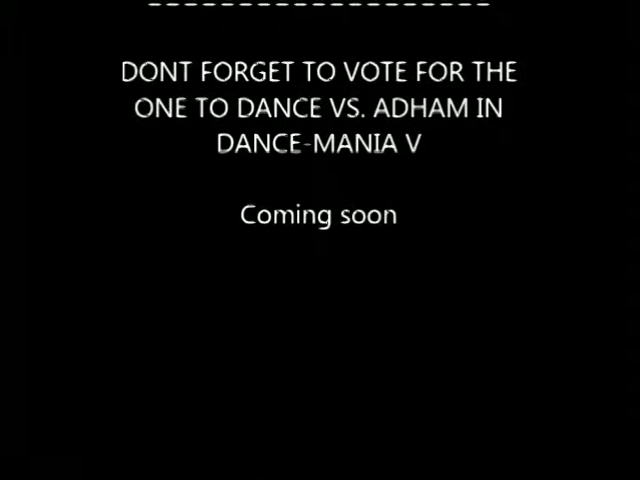 DONT FORGET TO VOTE FOR THE
ONE TO DANCE VS. ADHAM IN
DANCE-MANIA V
Coming soon